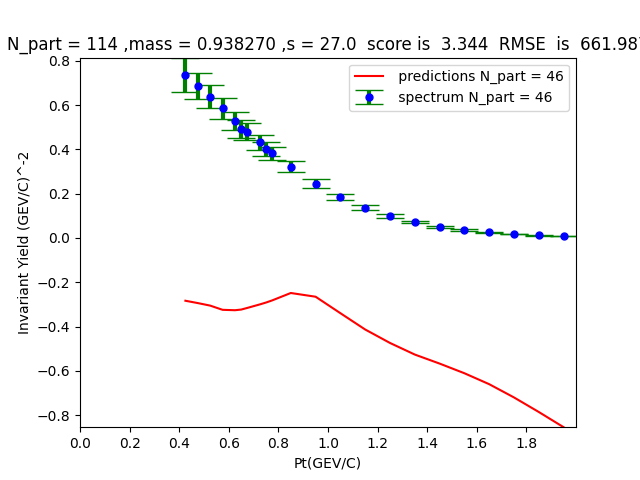 N_part = 114 ,mass = 0.938270 ,s = 27.0  score is  3.344  RMSE  is  661.98
predictions N_part = 46
spectrum N_part = 46
Invariant Yield (GEV/C)^-2
0.8
0.6
0.4
0.2
0.0
−0.2
−0.4
−0.6
−0.8
0.0 0.2 0.4 0.6 0.8 1.0 1.2 1.4 1.6 1.8
Pt(GEV/C)